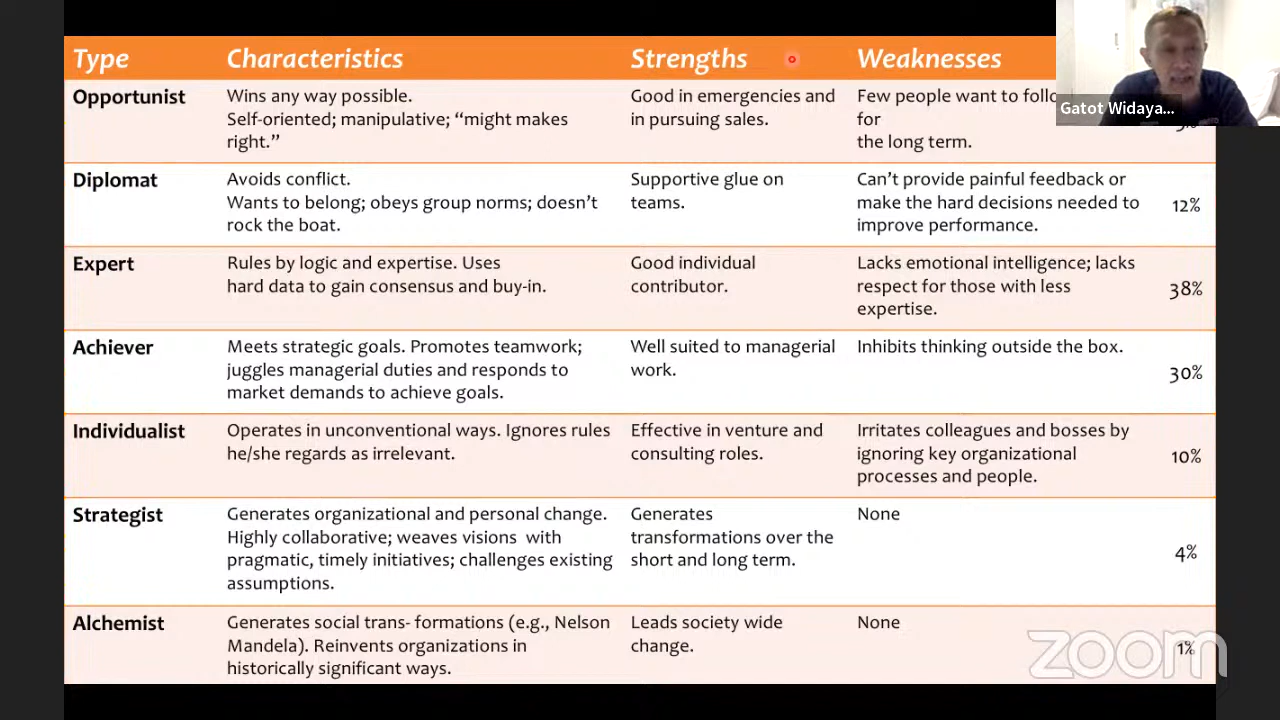 Type Characteristics Strengths Weaknesses
Opportunist
Wins any way possible.
Self-oriented; manipulative; “might makes
right.”
Good in emergencies and
in pursuing sales.
Few people want to
for
the long term.
Diplomat
Avoids conflict.
Wants to belong; obeys group norms; doesn’t
rock the boat.
Supportive glue on
teams.
Can’t provide painful feedback or
make the hard decisions needed to
improve performance.
12%
Expert
Rules by logic and expertise. Uses
hard data to gain consensus and buy-in.
Good individual
contributor.
Lacks emotional intelligence; lacks
respect for those with less
expertise.
38%
Achiever
Meets strategic goals. Promotes teamwork;
juggles managerial duties and responds to
market demands to achieve goals.
Well suited to managerial
work.
Inhibits thinking outside the box.
30%
Individualist
Operates in unconventional ways. Ignores rules
he/she regards as irrelevant.
Effective in venture and
consulting roles.
Irritates colleagues and bosses by
ignoring key organizational
processes and people.
10%
Strategist
Generates organizational and personal change.
Highly collaborative; weaves visions with
pragmatic, timely initiatives; challenges existing
assumptions.
Generates
transformations over the
short and long term.
None
4%
Alchemist
Generates social trans- formations (e.g., Nelson
Mandela). Reinvents organizations in
historically significant ways.
Leads society wide
change.
None
1%
Gatot Widaya...
zoom